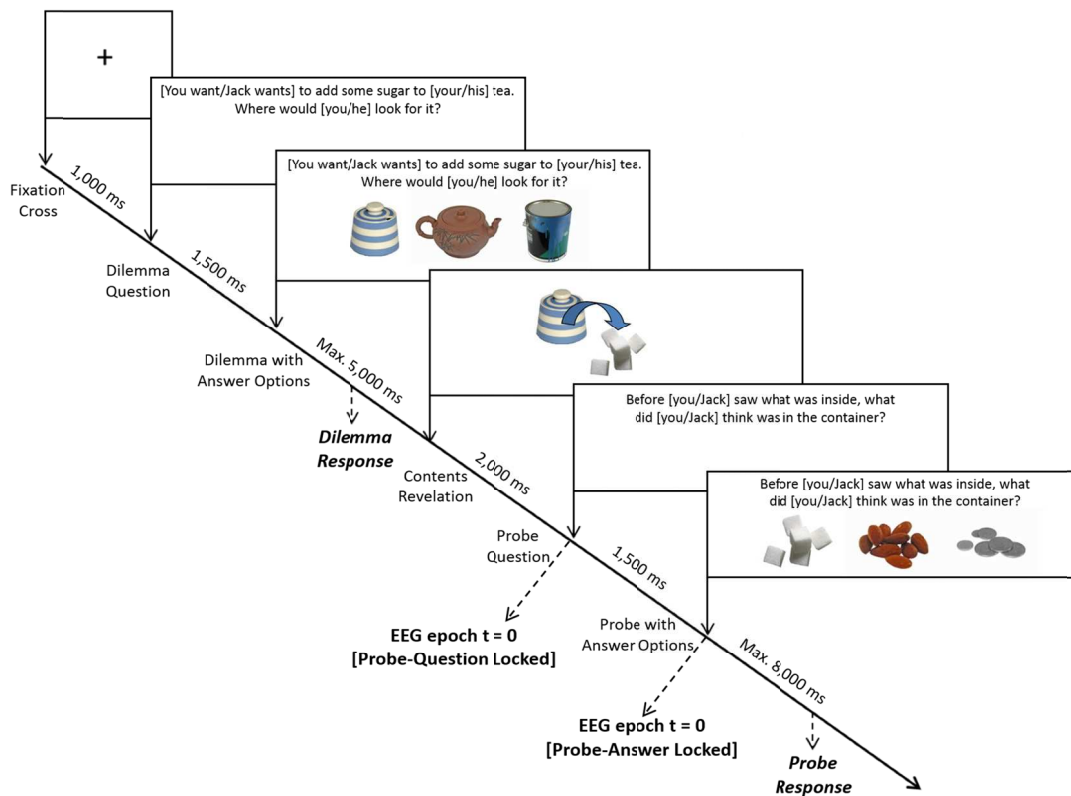 +
[You want/Jack wants] to add some sugar to [your/his] tea.
Where would [you/he] look for it?
[You want/Jack wants] to add some sugar to [your/his] tea.
Where would [you/he] look for it?
Fixation
Cross
1,000 ms
Dilemma
Question
1,500 ms
Dilemma with
Answer Options
Max. 5,000 ms
Dilemma
Response
Contents
Revelation
2,000 ms
Before [you/Jack] saw what was inside, what
did [you/Jack] think was in the container?
Before [you/Jack] saw what was inside, what
did [you/Jack] think was in the container?
Probe
Question
1,500 ms
EEG epoch t = 0
[Probe-Question Locked]
Probe with
Answer Options
Max. 8,000 ms
EEG epoch t = 0
[Probe-Answer Locked]
Probe
Response